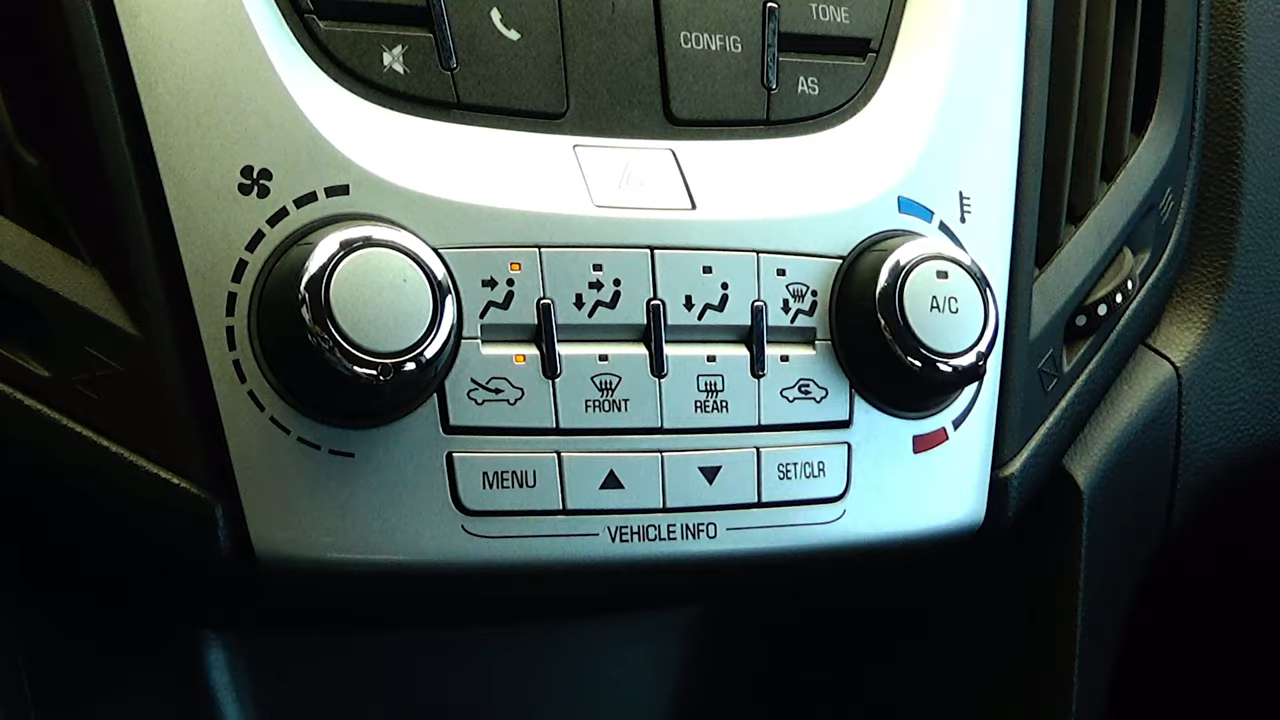 TONE
CONFIG
AS
A/C
FRONT
REAR
MENU
SET/CLR
VEHICLE INFO